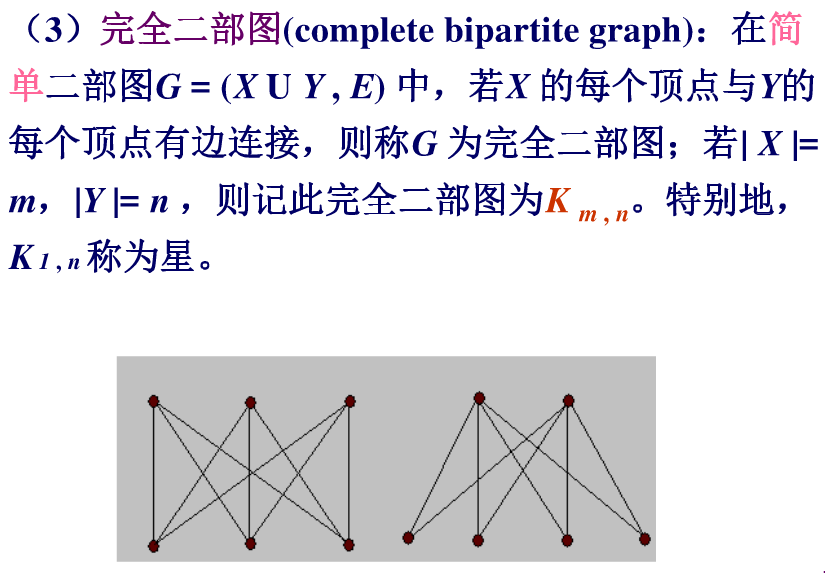 （3）完全二部图(complete bipartite graph)：在简
单二部图G = (X U Y , E) 中，若X 的每个顶点与Y的
每个顶点有边连接，则称G 为完全二部图；若| X |=
m，|Y |= n ，则记此完全二部图为K m , n。特别地，
K 1 , n 称为星。